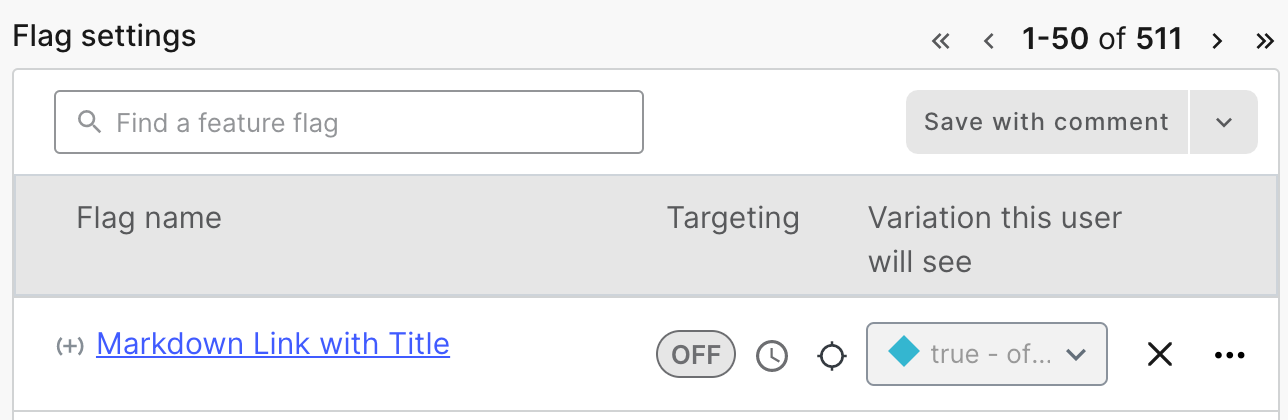 Flag settings
1-50 of 511
Find a feature flag
Save with comment
Flag name
Targeting
Variation this user
will see
(+) Markdown Link with Title
OFF
true - of...